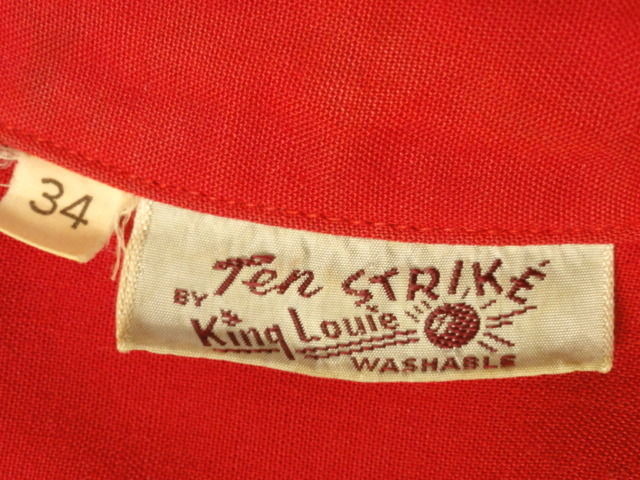 34
Ten STRIKE
BY King Louie
WASHABLE